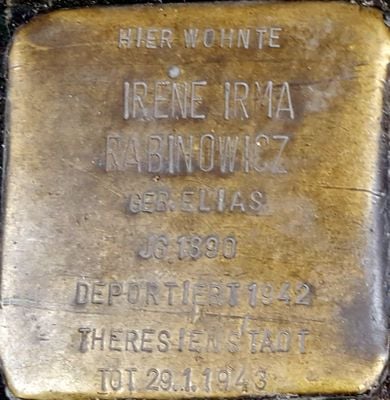 HIER WOHNTE
IRENE IRMA
RABINOWICZ
GEB. ELIAS
JG. 1890
DEPORTIERT 1942
THERESIENSTADT
TOT 29.1.1943